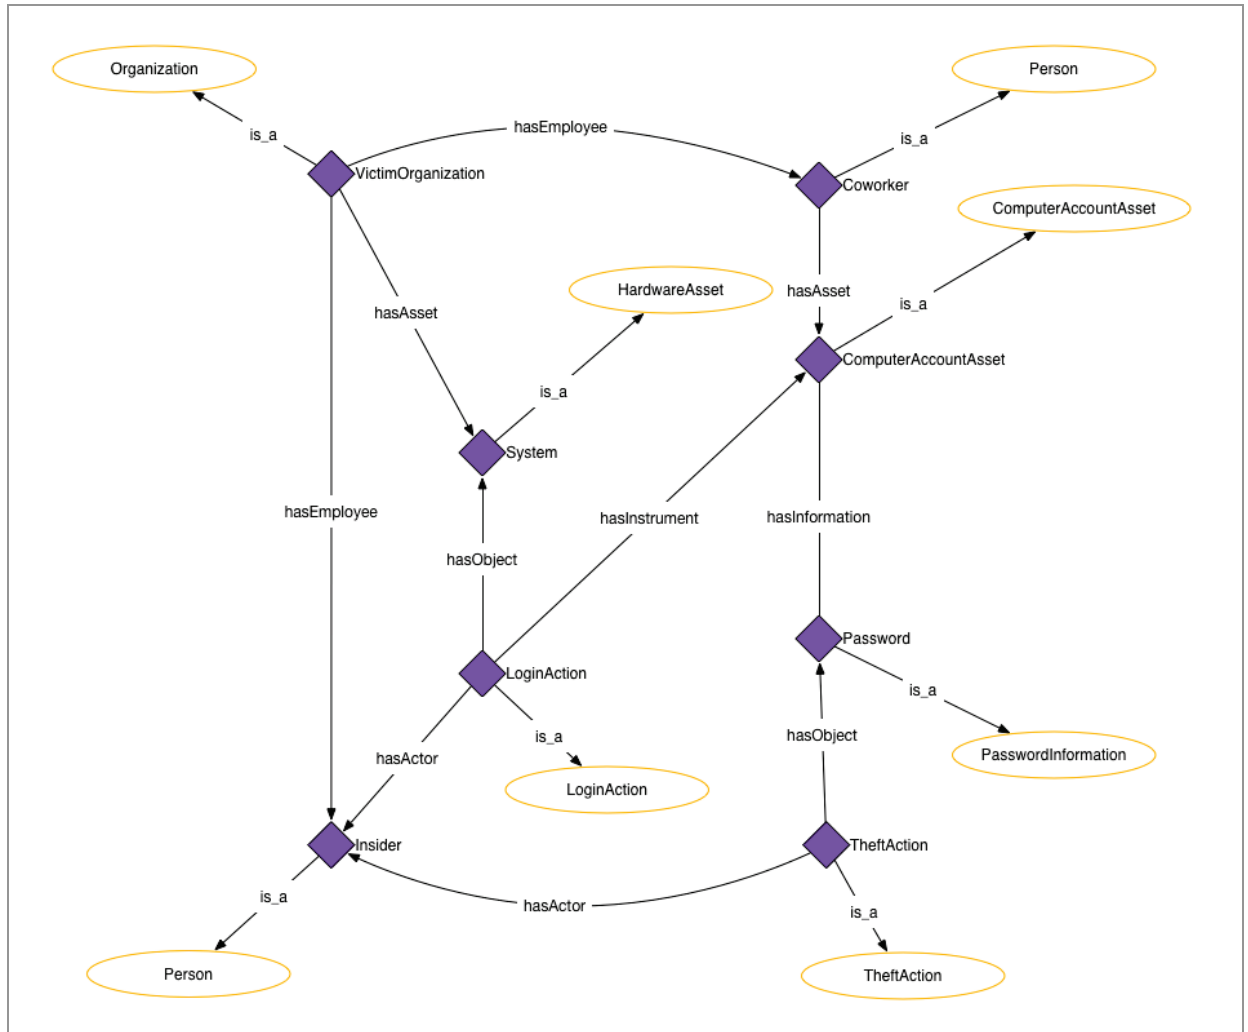 Organization
Person
hasEmployee
is_a
is_a
VictimOrganization
Coworker
ComputerAccountAsset
HardwareAsset
hasAsset
is_a
hasAsset
ComputerAccountAsset
is_a
System
hasEmployee
hasInstrument
hasInformation
hasObject
Password
LoginAction
is_a
hasObject
is_a
PasswordInformation
hasActor
LoginAction
Insider
TheftAction
is_a
hasActor
is_a
Person
TheftAction